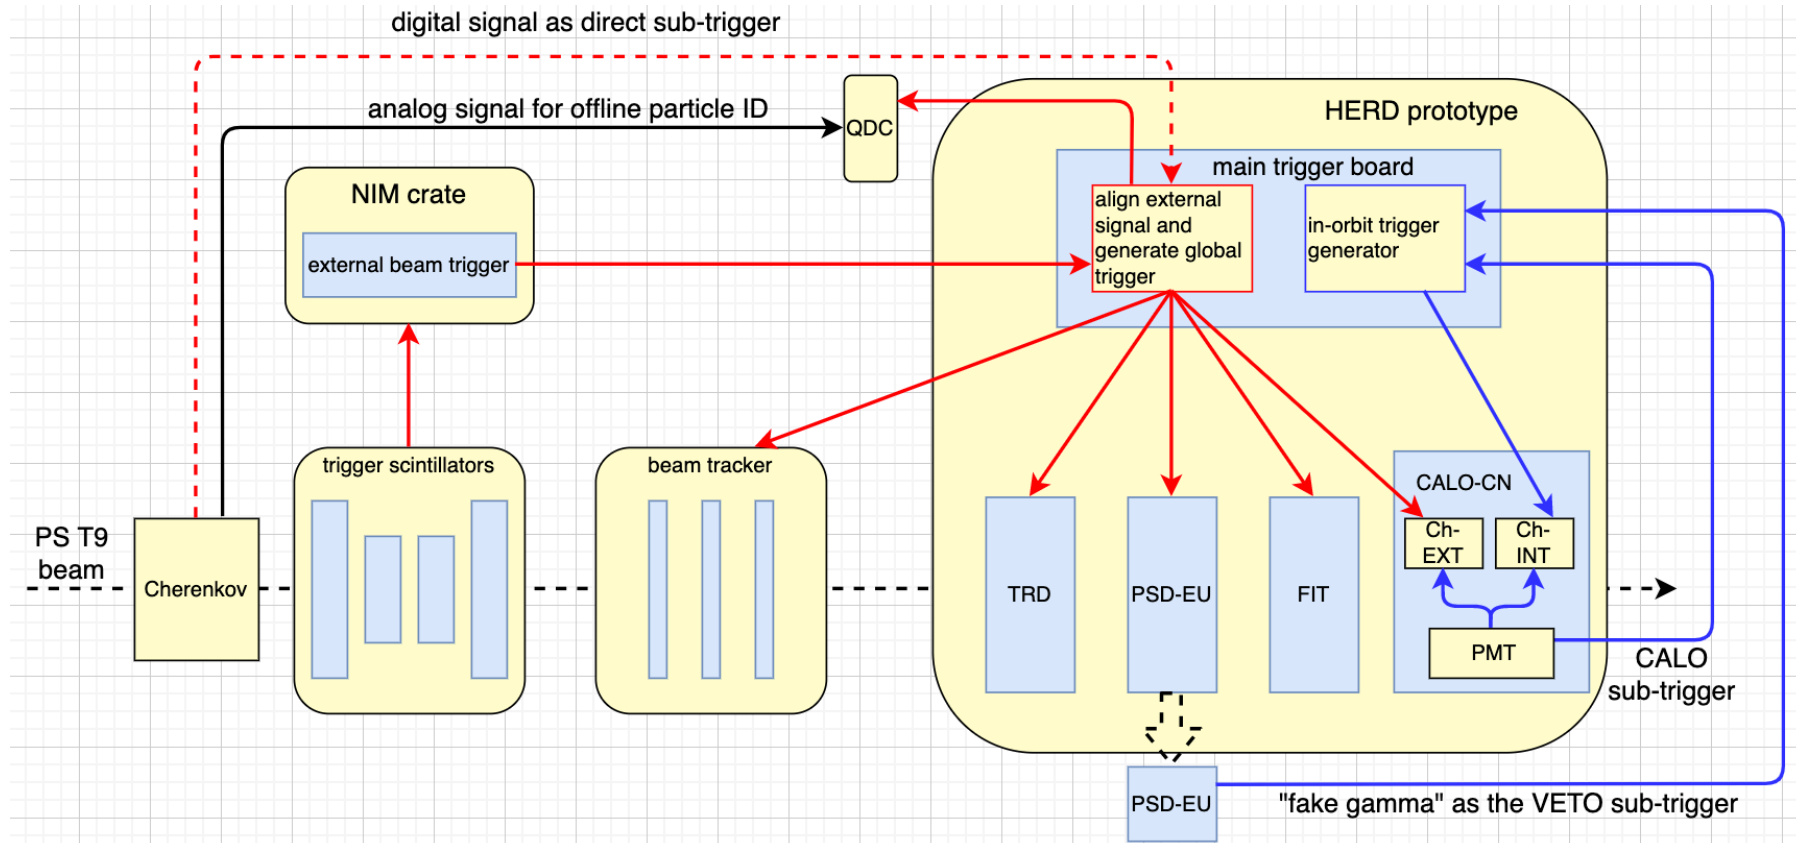 digital signal as direct sub-trigger
analog signal for offline particle ID
QDC
HERD prototype
main trigger board
NIM crate
external beam trigger
align external
signal and
generate global
trigger
in-orbit trigger
generator
trigger scintillators
beam tracker
CALO-CN
PS T9
beam
Cherenkov
TRD
PSD-EU
FIT
Ch-
EXT
Ch-
INT
PMT
CALO
sub-trigger
PSD-EU
"fake gamma" as the VETO sub-trigger